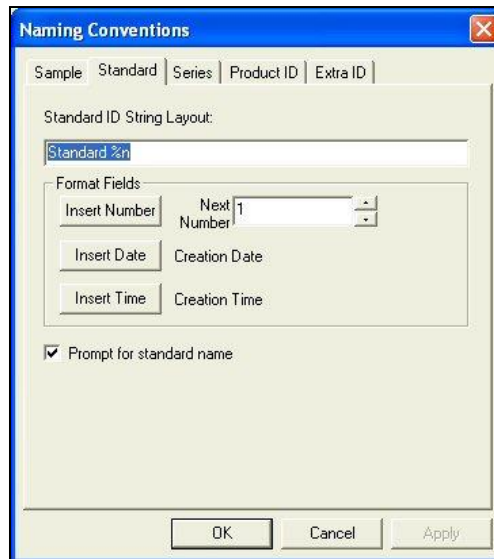 Naming Conventions
Sample Standard Series Product ID Extra ID
Standard ID String Layout:
Standard %n
Format Fields
Insert Number Next Number 1
Insert Date Creation Date
Insert Time Creation Time
Prompt for standard name
OK Cancel Apply